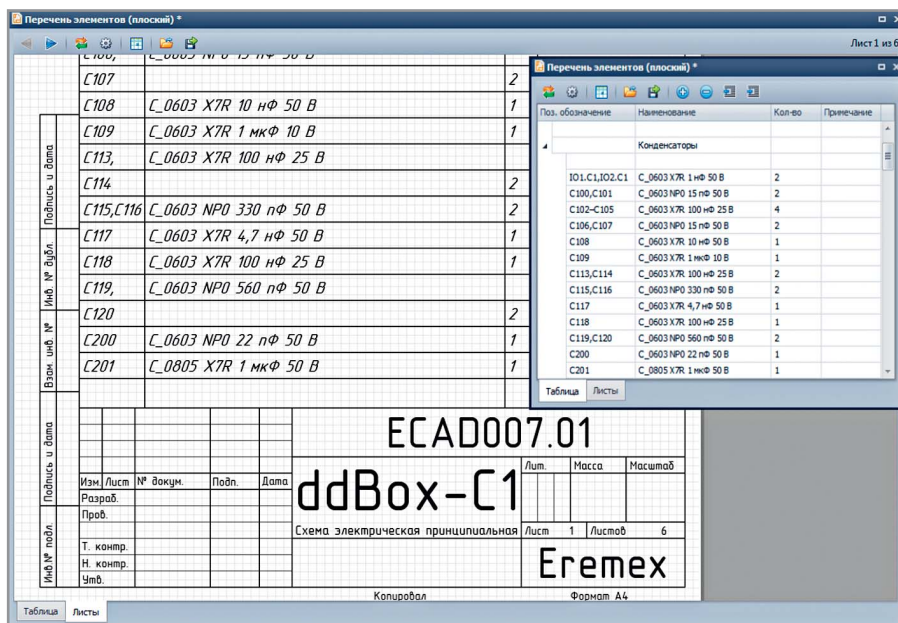 Перечень элементов (плоский) *
Лист 1 из 6
C106, C_0603 NP0 15 пФ 50 В
C107 2
C108 C_0603 X7R 10 нФ 50 В 1
C109 C_0603 X7R 1 мкФ 10 В 1
C113, C_0603 X7R 100 нФ 25 В
C114 2
C115,C116 C_0603 NP0 330 пФ 50 В 2
C117 C_0603 X7R 4,7 нФ 50 В 1
C118 C_0603 X7R 100 нФ 25 В 1
C119, C_0603 NP0 560 пФ 50 В
C120 2
C200 C_0603 NP0 22 пФ 50 В 1
C201 C_0805 X7R 1 мкФ 50 В 1
Подпись и дата
Инв. № дубл.
Взам. инв. №
Подпись и дата
Инв.№ подл.
ECAD007.01
Изм. Лист № докум. Подп. Дата
Разраб.
Пров.
Т. контр.
Н. контр.
Утв.
ddBox-C1
Схема электрическая принципиальная
Лит. Масса Масштаб
Лист 1 Листов 6
Eremex
Копировал Формат А4
Таблица Листы
Перечень элементов (плоский) *
Поз. обозначение Наименование Кол-во Примечание
Конденсаторы
IO1.C1,IO2.C1 C_0603 X7R 1 нФ 50 В 2
C100,C101 C_0603 NP0 15 пФ 50 В 2
C102-C105 C_0603 X7R 100 нФ 25 В 4
C106,C107 C_0603 NP0 15 пФ 50 В 2
C108 C_0603 X7R 10 нФ 50 В 1
C109 C_0603 X7R 1 мкФ 10 В 1
C113,C114 C_0603 X7R 100 нФ 25 В 2
C115,C116 C_0603 NP0 330 пФ 50 В 2
C117 C_0603 X7R 4,7 нФ 50 В 1
C118 C_0603 X7R 100 нФ 25 В 1
C119,C120 C_0603 NP0 560 пФ 50 В 2
C200 C_0603 NP0 22 пФ 50 В 1
C201 C_0805 X7R 1 мкФ 50 В 1
Таблица Листы